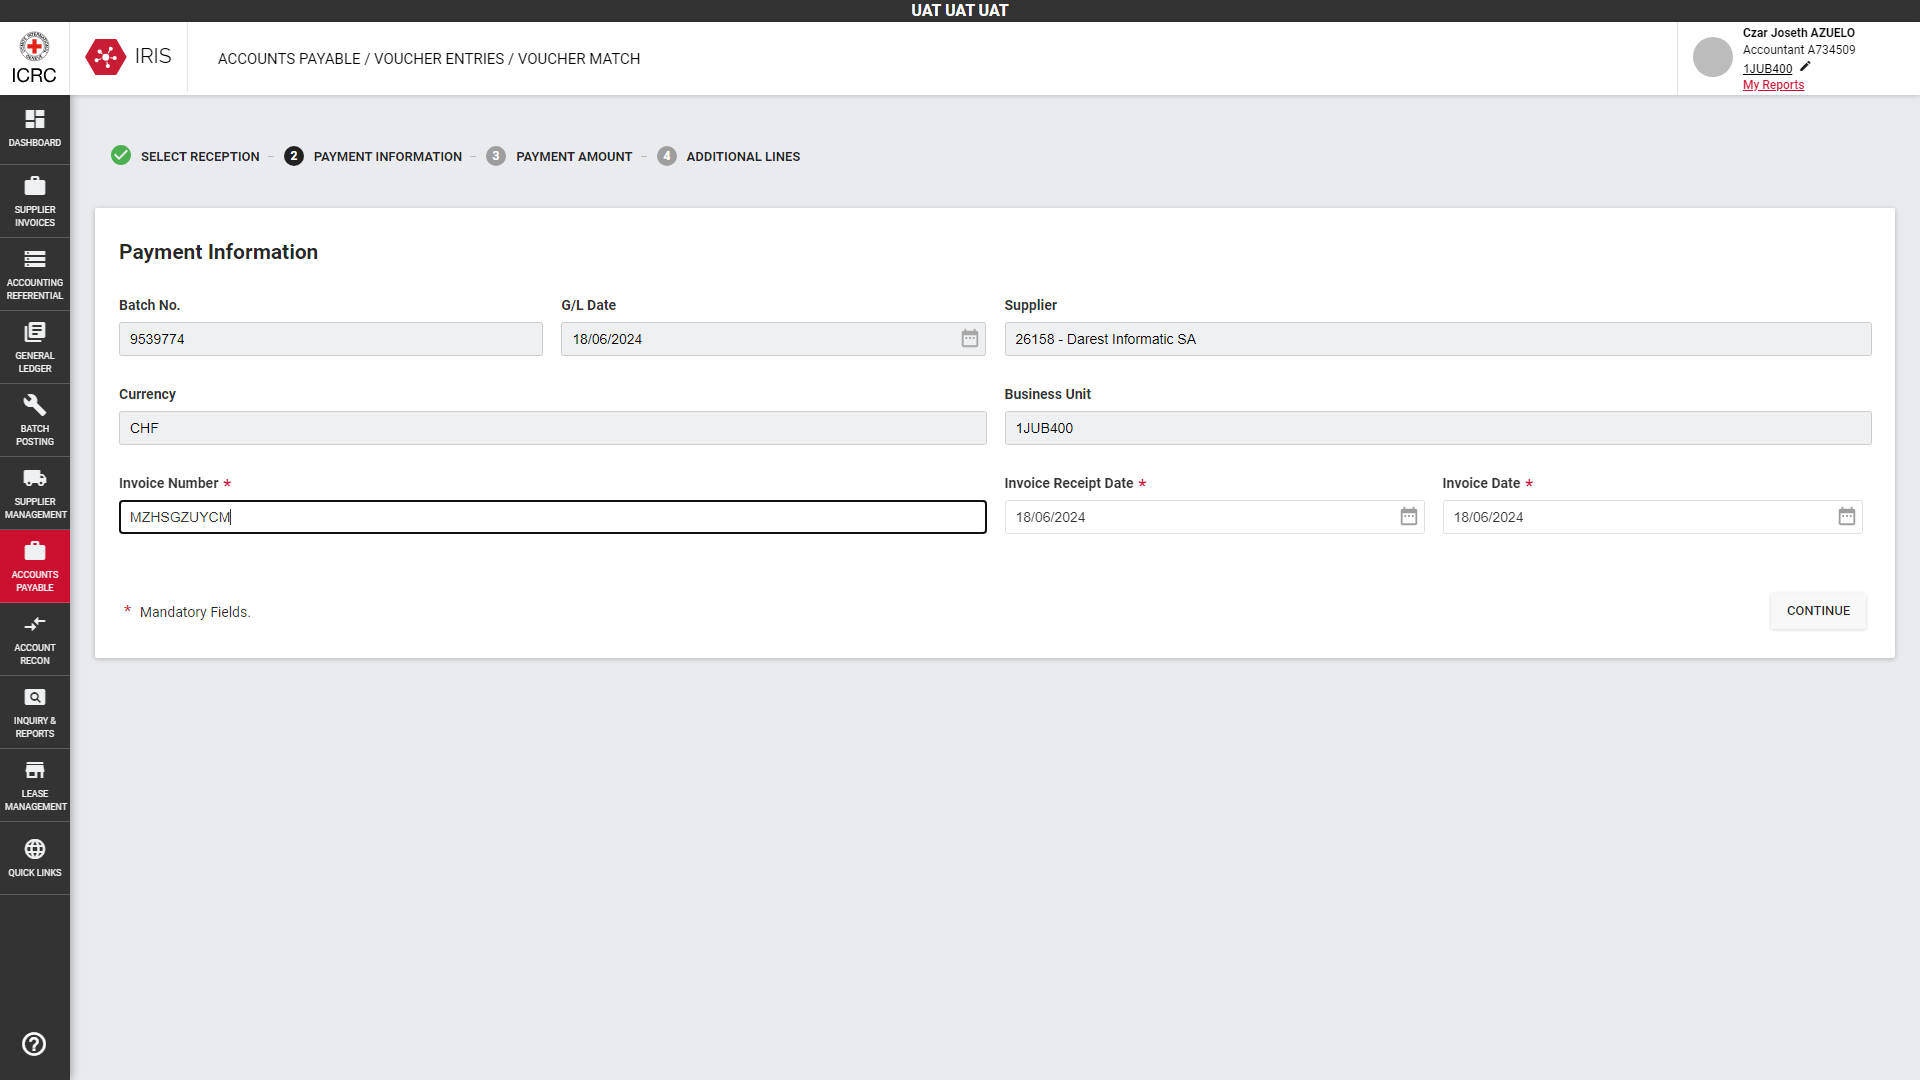 UAT UAT UAT
ICRC
IRIS
ACCOUNTS PAYABLE / VOUCHER ENTRIES / VOUCHER MATCH
Czar Joseth AZUELO
Accountant A734509
1JUB400
My Reports
DASHBOARD
SUPPLIER
INVOICES
ACCOUNTING
REFERENTIAL
GENERAL
LEDGER
BATCH
POSTING
SUPPLIER
MANAGEMENT
ACCOUNTS
PAYABLE
ACCOUNT
RECON
INQUIRY &
REPORTS
LEASE
MANAGEMENT
QUICK LINKS
SELECT RECEPTION – 2 PAYMENT INFORMATION – 3 PAYMENT AMOUNT – 4 ADDITIONAL LINES
Payment Information
Batch No. G/L Date Supplier
9539774 18/06/2024 26158 - Darest Informatic SA
Currency Business Unit
CHF 1JUB400
Invoice Number * Invoice Receipt Date * Invoice Date *
MZHSGZUYCM 18/06/2024 18/06/2024
* Mandatory Fields.
CONTINUE